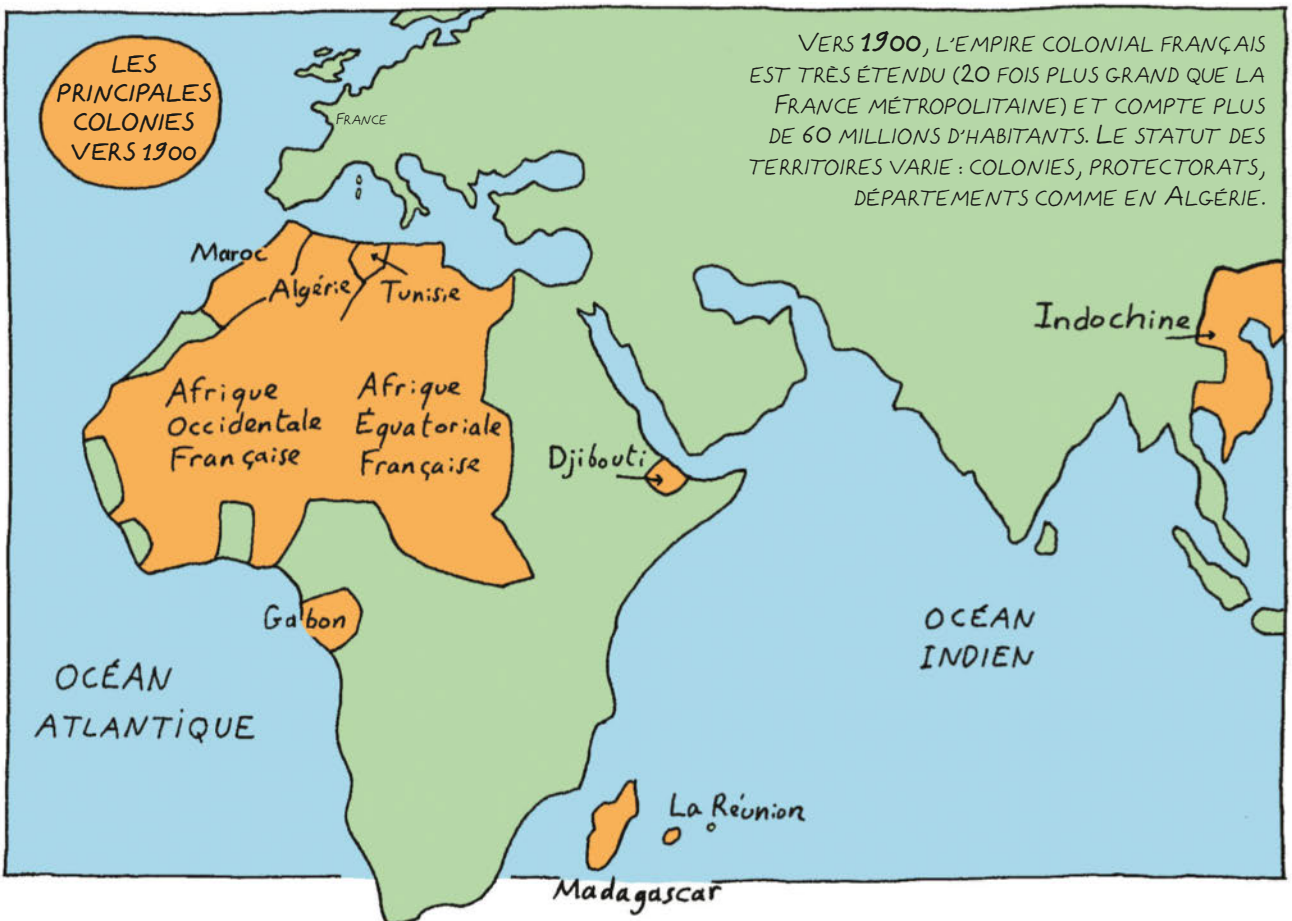 LES
PRINCIPALES
COLONIES
VERS 1900
VERS 1900, L'EMPIRE COLONIAL FRANÇAIS
EST TRÈS ÉTENDU (20 FOIS PLUS GRAND QUE LA
FRANCE MÉTROPOLITAINE) ET COMPTE PLUS
DE 60 MILLIONS D'HABITANTS. LE STATUT DES
TERRITOIRES VARIE : COLONIES, PROTECTORATS,
DÉPARTEMENTS COMME EN ALGÉRIE.
FRANCE
Maroc
Algérie
Tunisie
Indochine
Afrique
Occidentale
Française
Afrique
Équatoriale
Française
Djibouti
Gabon
OCÉAN
ATLANTIQUE
OCÉAN
INDIEN
La Réunion
Madagascar